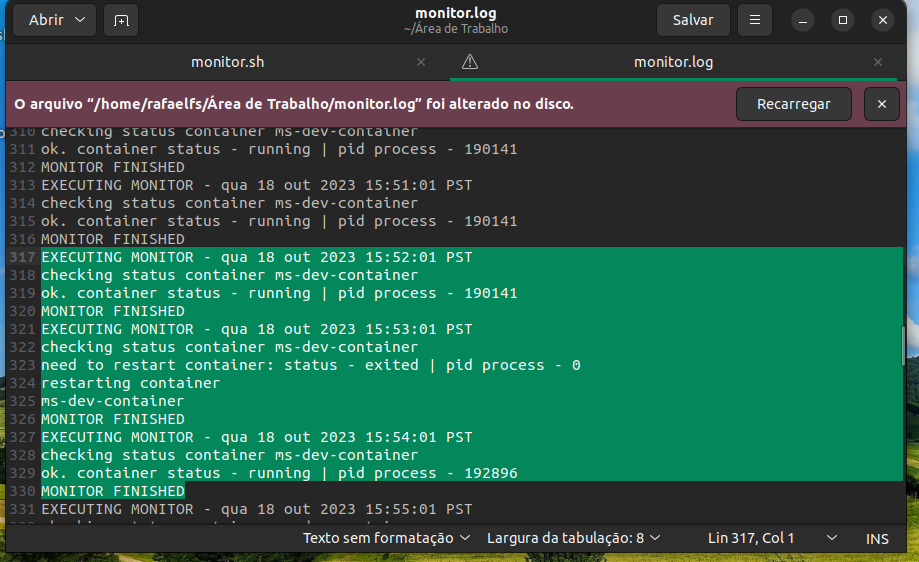 Abrir
monitor.log
~/Área de Trabalho
Salvar
monitor.sh
monitor.log
O arquivo “/home/rafaelfs/Área de Trabalho/monitor.log” foi alterado no disco.
Recarregar
310 checking status container ms-dev-container
311 ok. container status - running | pid process - 190141
312 MONITOR FINISHED
313 EXECUTING MONITOR - qua 18 out 2023 15:51:01 PST
314 checking status container ms-dev-container
315 ok. container status - running | pid process - 190141
316 MONITOR FINISHED
317 EXECUTING MONITOR - qua 18 out 2023 15:52:01 PST
318 checking status container ms-dev-container
319 ok. container status - running | pid process - 190141
320 MONITOR FINISHED
321 EXECUTING MONITOR - qua 18 out 2023 15:53:01 PST
322 checking status container ms-dev-container
323 need to restart container: status - exited | pid process - 0
324 restarting container
325 ms-dev-container
326 MONITOR FINISHED
327 EXECUTING MONITOR - qua 18 out 2023 15:54:01 PST
328 checking status container ms-dev-container
329 ok. container status - running | pid process - 192896
330 MONITOR FINISHED
331 EXECUTING MONITOR - qua 18 out 2023 15:55:01 PST
Texto sem formatação
Largura da tabulação: 8
Lin 317, Col 1
INS